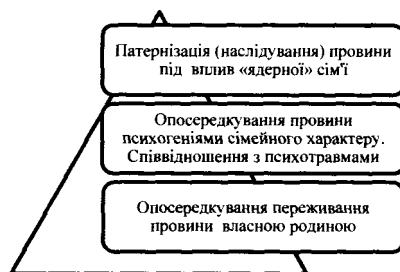 Патернізація (наслідування) провини
під вплив «ядерної» сім'ї
Опосередкування провини
психогеніями сімейного характеру.
Співвідношення з психотравмами
Опосередкування переживання
провини власною родиною